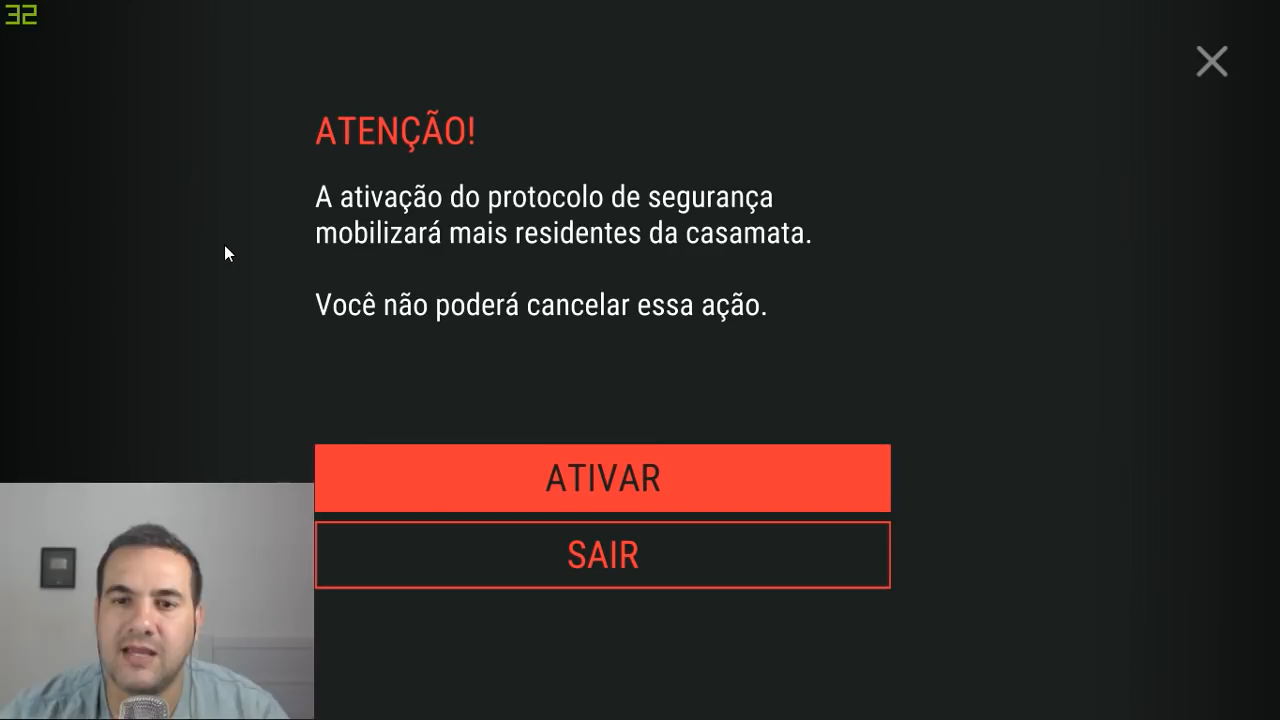 32
ATENÇÃO!
A ativação do protocolo de segurança
mobilizará mais residentes da casamata.
Você não poderá cancelar essa ação.
ATIVAR
SAIR